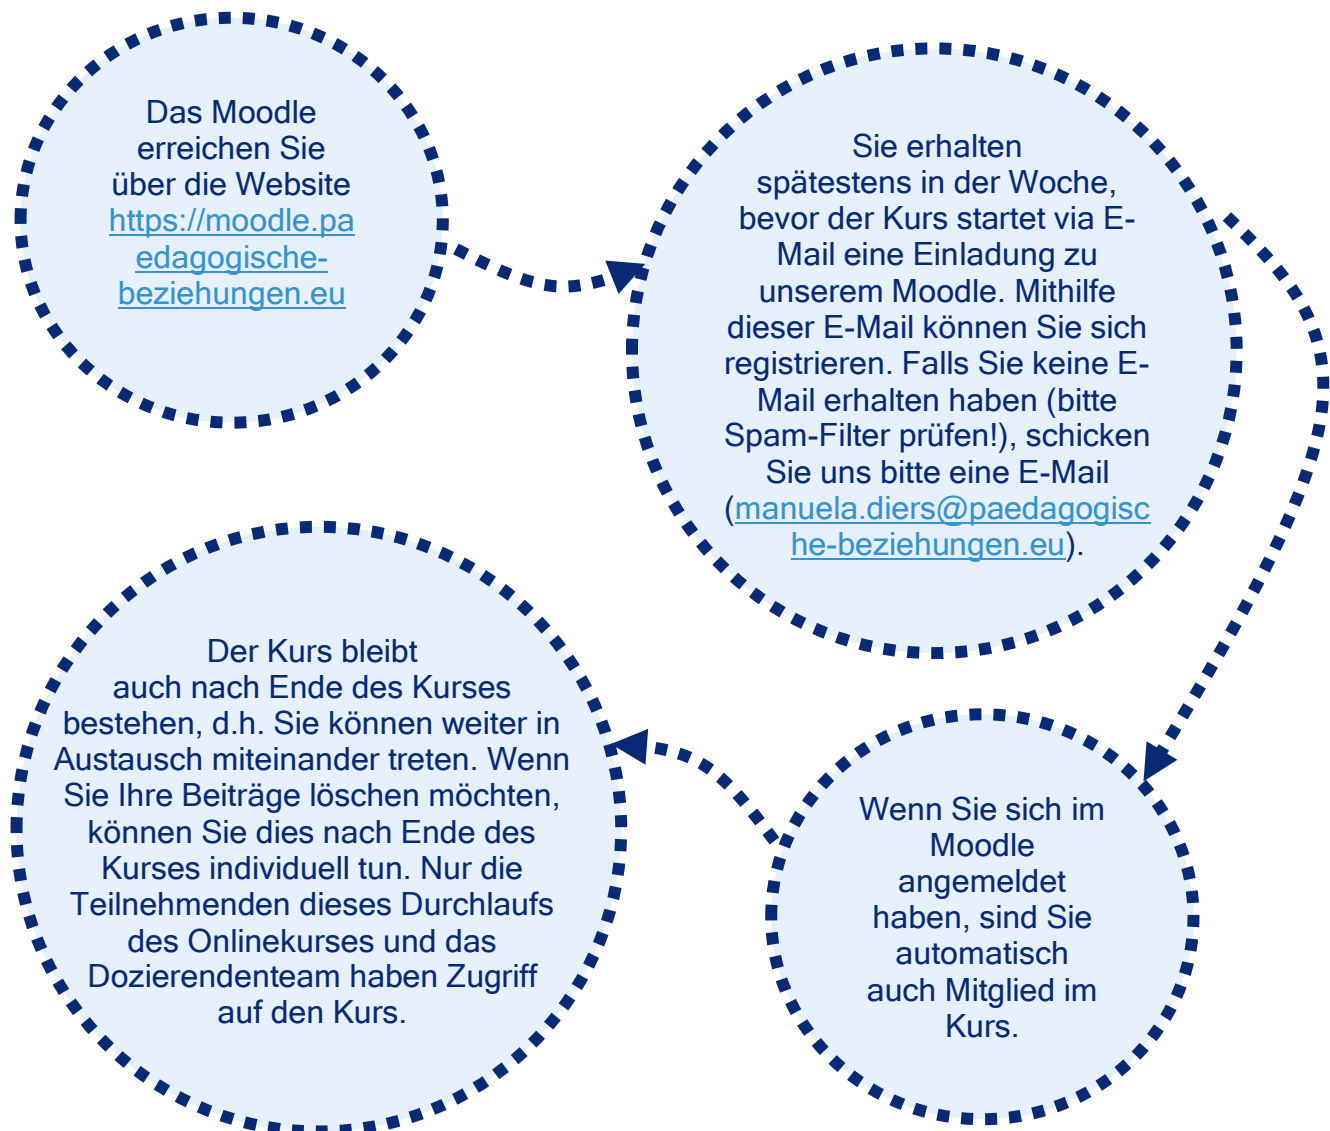 Das Moodle
erreichen Sie
über die Website
https://moodle.pa
edagogische-
beziehungen.eu
Sie erhalten
spätestens in der Woche,
bevor der Kurs startet via E-
Mail eine Einladung zu
unserem Moodle. Mithilfe
dieser E-Mail können Sie sich
registrieren. Falls Sie keine E-
Mail erhalten haben (bitte
Spam-Filter prüfen!), schicken
Sie uns bitte eine E-Mail
(manuela.diers@paedagogisc
he-beziehungen.eu).
Wenn Sie sich im
Moodle
angemeldet
haben, sind Sie
automatisch
auch Mitglied im
Kurs.
Der Kurs bleibt
auch nach Ende des Kurses
bestehen, d.h. Sie können weiter in
Austausch miteinander treten. Wenn
Sie Ihre Beiträge löschen möchten,
können Sie dies nach Ende des
Kurses individuell tun. Nur die
Teilnehmenden dieses Durchlaufs
des Onlinekurses und das
Dozierendenteam haben Zugriff
auf den Kurs.